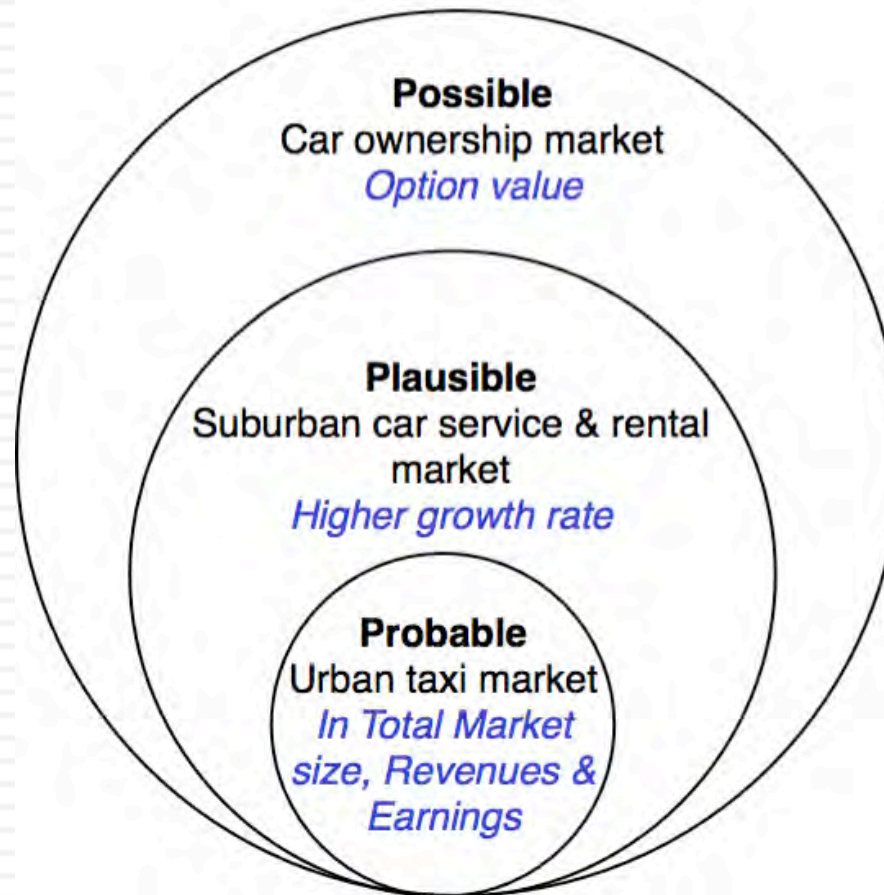 Possible
Car ownership market
Option value
Plausible
Suburban car service & rental
market
Higher growth rate
Probable
Urban taxi market
In Total Market
size, Revenues &
Earnings